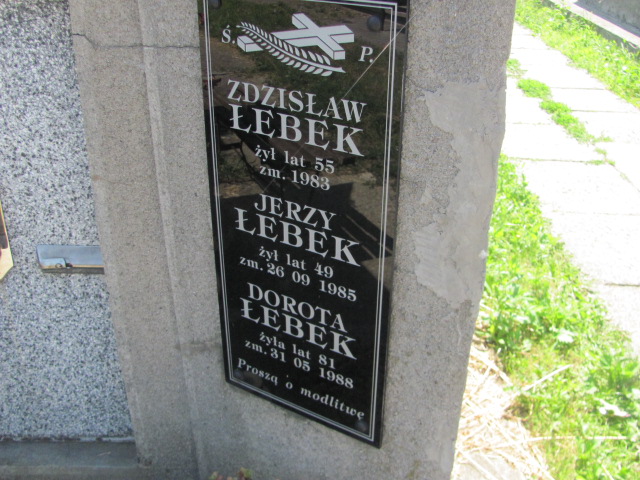 Ś. P.
ZDZISŁAW
ŁEBEK
żył lat 55
zm. 1983
JERZY
ŁEBEK
żył lat 49
zm. 26 09 1985
DOROTA
ŁEBEK
żyła lat 81
zm. 31 05 1988
Proszą o modlitwę